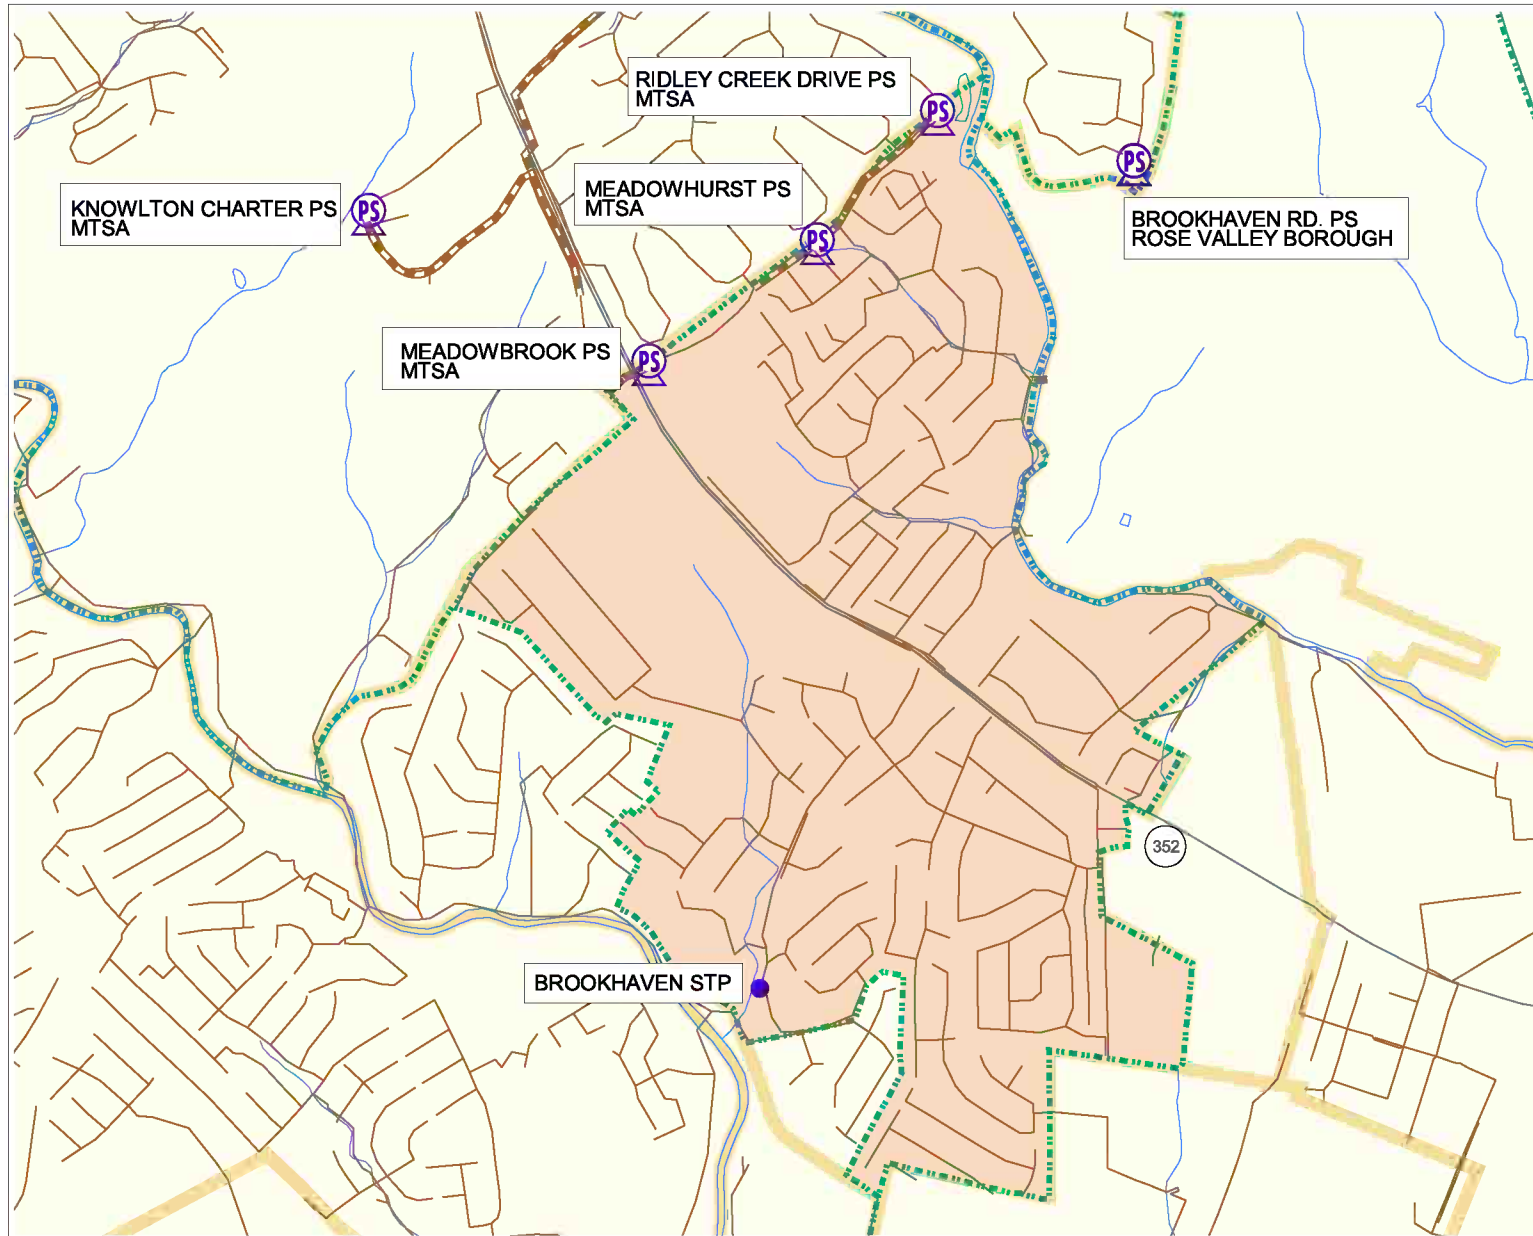 RIDLEY CREEK DRIVE PS
MTSA
PS
PS
MEADOWHURST PS
MTSA
KNOWLTON CHARTER PS
MTSA
PS
BROOKHAVEN RD. PS
ROSE VALLEY BOROUGH
PS
MEADOWBROOK PS
MTSA
PS
352
BROOKHAVEN STP